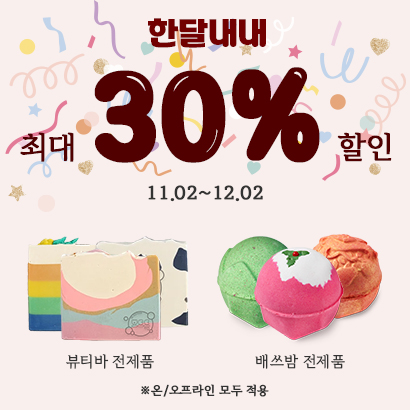 한달내내
최대 30% 할인
11.02~12.02
뷰티바 전제품
배쓰밤 전제품
※온/오프라인 모두 적용